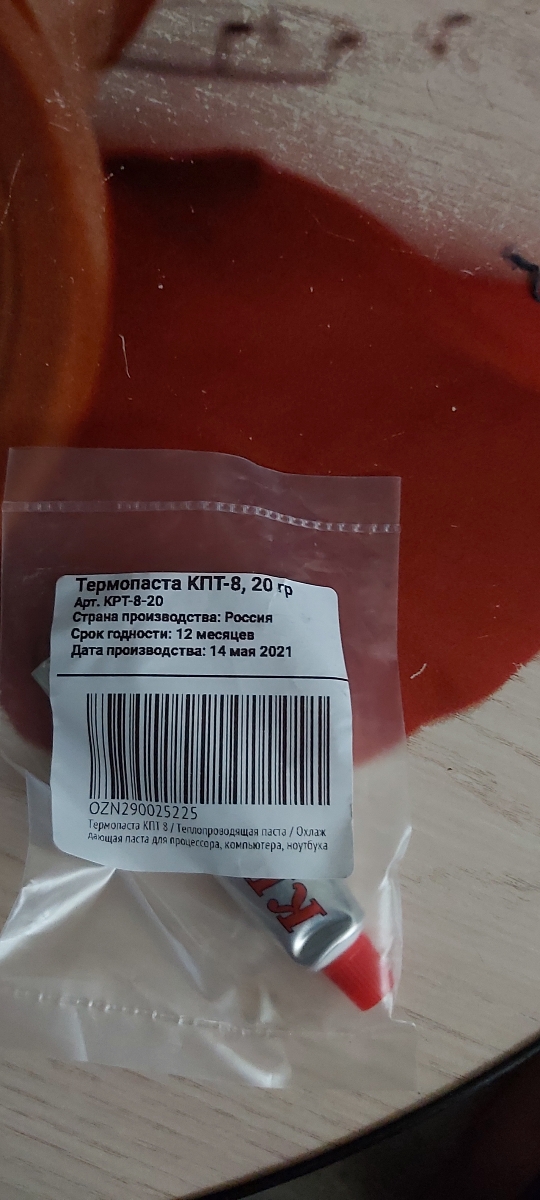 Термопаста КПТ-8, 20 гр
Арт. КРТ-8-20
Страна производства: Россия
Срок годности: 12 месяцев
Дата производства: 14 мая 2021
OZN290025225
Термопаста КПТ 8 / Теплопроводящая паста / Охлаж
дающая паста для процессора, компьютера, ноутбука